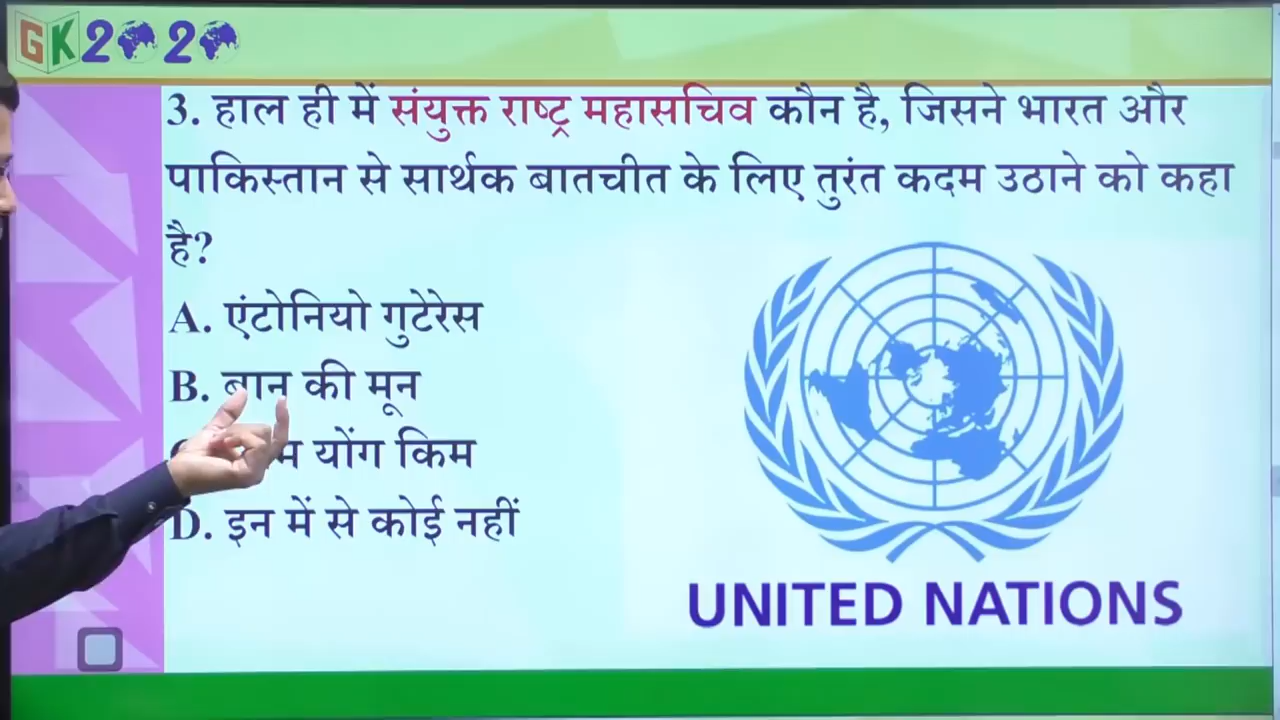 GK2020
3. हाल ही में संयुक्त राष्ट्र महासचिव कौन है, जिसने भारत और
पाकिस्तान से सार्थक बातचीत के लिए तुरंत कदम उठाने को कहा
है?
A. एंटोनियो गुटेरेस
B. बान की मून
योंग किम
D. इन में से कोई नहीं
UNITED NATIONS